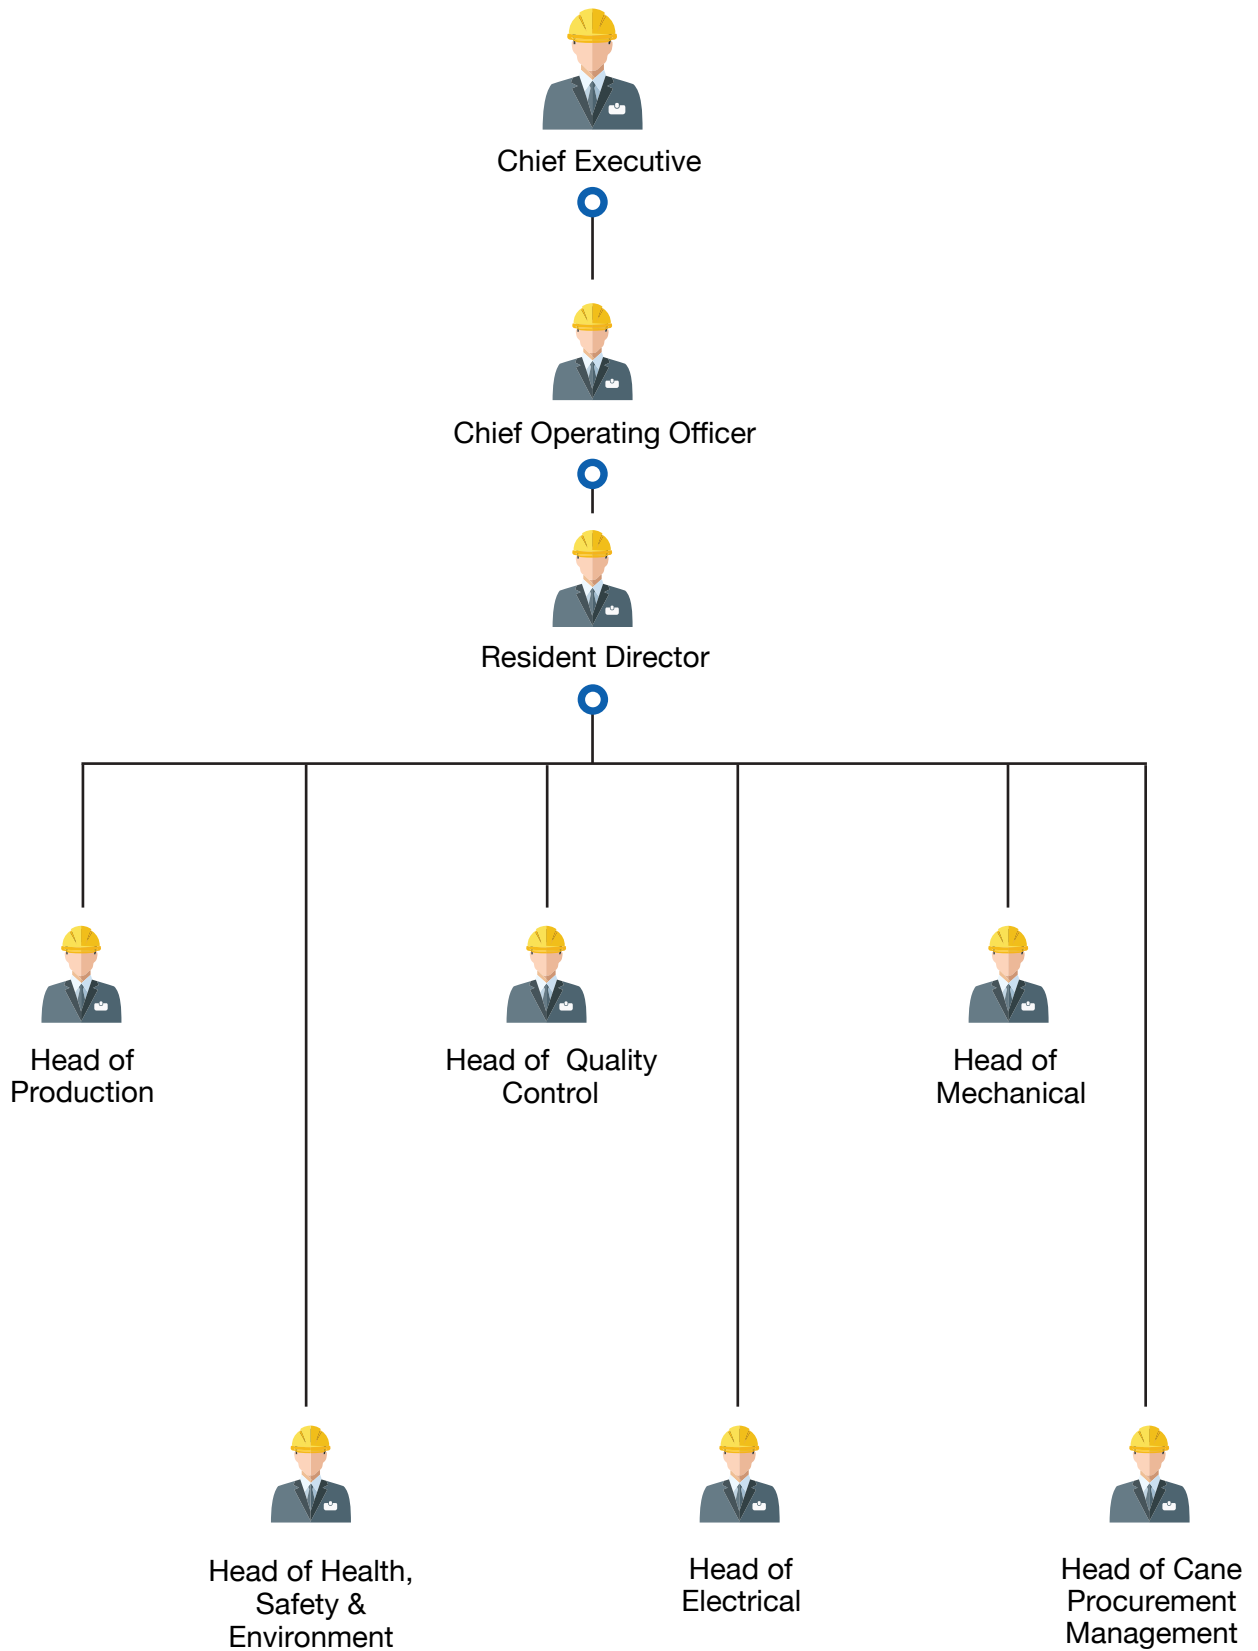 Chief Executive
Chief Operating Officer
Resident Director
Head of
Production
Head of  Quality
Control
Head of
Mechanical
Head of Health,
Safety &
Environment
Head of
Electrical
Head of Cane
Procurement
Management